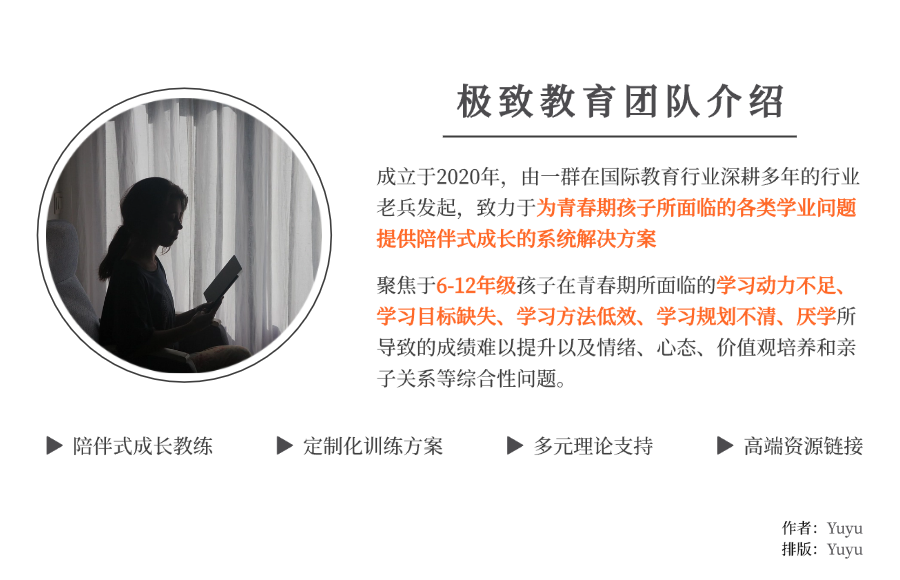 极致教育团队介绍
成立于2020年，由一群在国际教育行业深耕多年的行业
老兵发起，致力于为青春期孩子所面临的各类学业问题
提供陪伴式成长的系统解决方案
聚焦于6-12年级孩子在青春期所面临的学习动力不足、
学习目标缺失、学习方法低效、学习规划不清、厌学所
导致的成绩难以提升以及情绪、心态、价值观培养和亲
子关系等综合性问题。
▶ 陪伴式成长教练
▶ 定制化训练方案
▶ 多元理论支持
▶ 高端资源链接
作者：Yuyu
排版：Yuyu